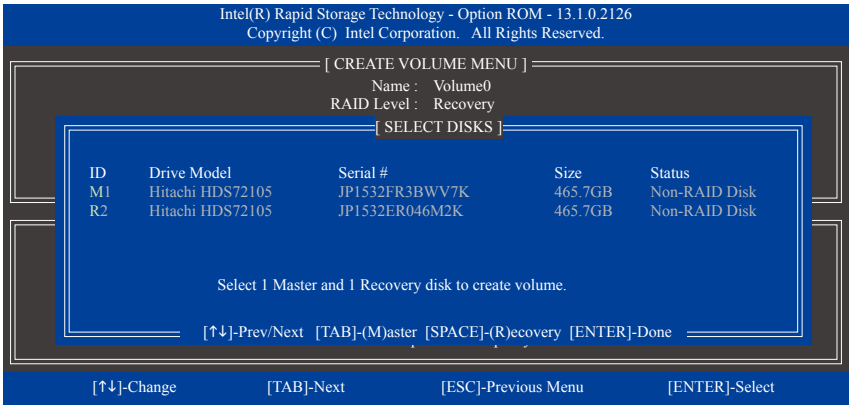 Intel(R) Rapid Storage Technology - Option ROM - 13.1.0.2126
Copyright (C) Intel Corporation. All Rights Reserved.
[ CREATE VOLUME MENU ]
Name : Volume0
RAID Level : Recovery
[ SELECT DISKS ]
ID Drive Model Serial # Size Status
M1 Hitachi HDS72105 JP1532FR3BWV7K 465.7GB Non-RAID Disk
R2 Hitachi HDS72105 JP1532ER046M2K 465.7GB Non-RAID Disk
Select 1 Master and 1 Recovery disk to create volume.
[↑↓]-Prev/Next [TAB]-(M)aster [SPACE]-(R)ecovery [ENTER]-Done
[↑↓]-Change [TAB]-Next [ESC]-Previous Menu [ENTER]-Select